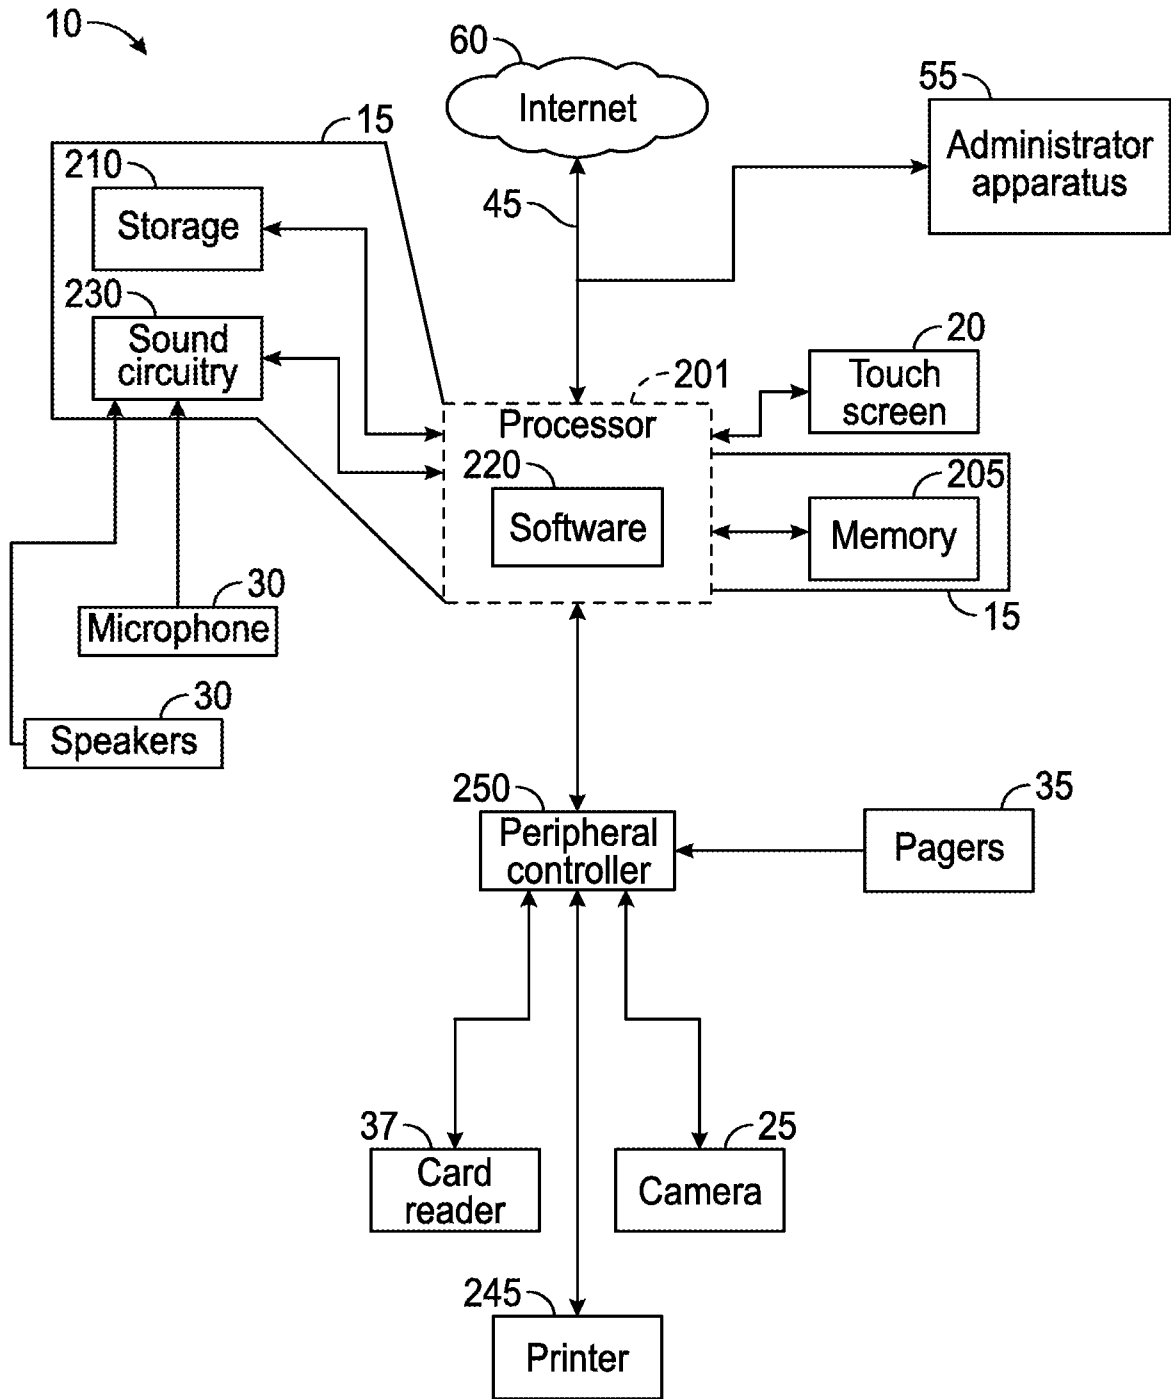 10
60
Internet
55
Administrator
apparatus
15
210
Storage
45
230
Sound
circuitry
20
Touch
screen
201
Processor
220
Software
205
Memory
15
30
Microphone
30
Speakers
250
Peripheral
controller
35
Pagers
37
Card
reader
25
Camera
245
Printer